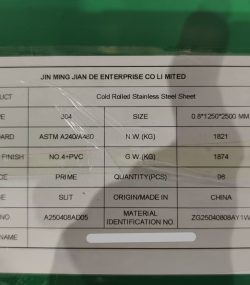 JIN MING JIAN DE ENTERPRISE CO LI MITED
UCT Cold Rolled Stainless Steel Sheet
E 304 SIZE 0.8*1250*2500 MM
ARD ASTM A240/A480 N.W.(KG) 1821
FINISH NO.4+PVC G.W.(KG) 1874
CE PRIME QUANTITY(PCS) 96
E SLIT ORIGIN/MADE IN CHINA
NO A250408A005 MATERIAL IDENTIFICATION NO. ZG25040808AY1W
NAME